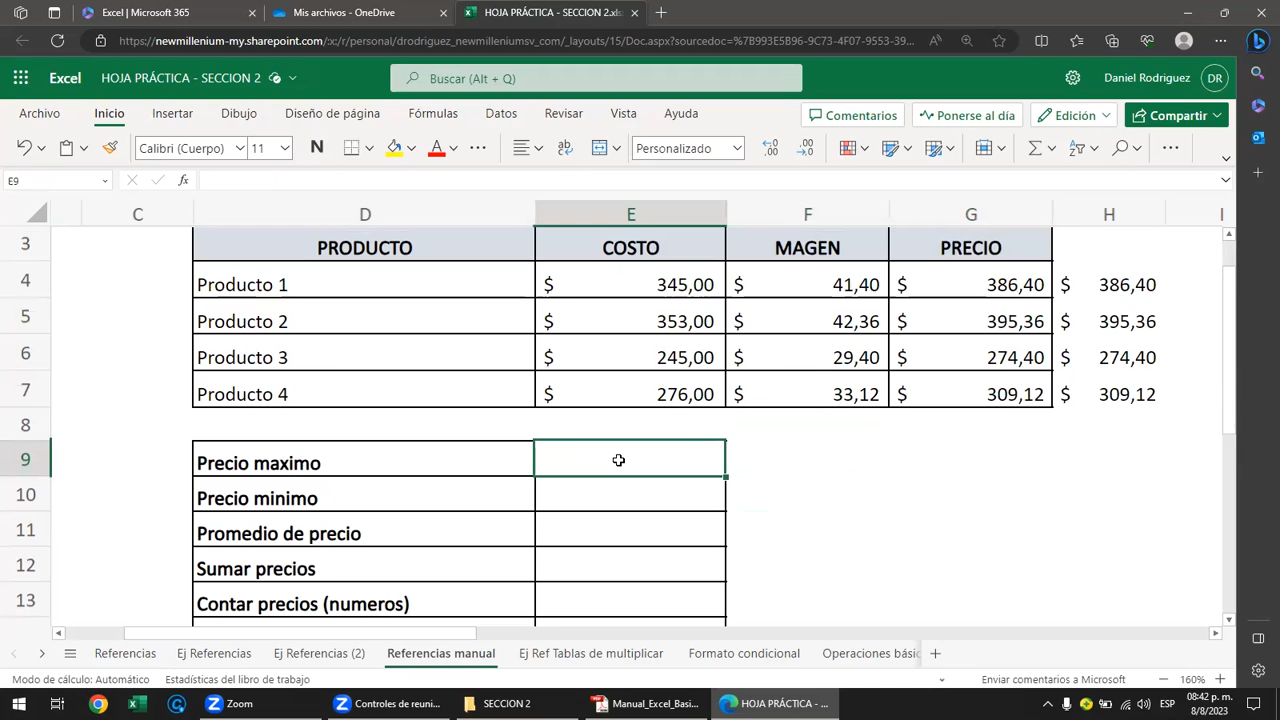 Excel | Microsoft 365
Mis archivos - OneDrive
HOJA PRÁCTICA - SECCION 2.xls
https://newmillenium-my.sharepoint.com/:x:/r/personal/drodriguez_newmilleniumsv_com/_layouts/15/Doc.aspx?sourcedoc=%7B993E5B96-9C73-4F07-9553-39...
Excel
HOJA PRÁCTICA - SECCION 2
Buscar (Alt + Q)
Daniel Rodriguez
DR
Archivo
Inicio
Insertar
Dibujo
Diseño de página
Fórmulas
Datos
Revisar
Vista
Ayuda
Comentarios
Ponerse al día
Edición
Compartir
Calibri (Cuerpo)
11
N
Personalizado
E9
fx
C D E F G H I
3 PRODUCTO COSTO MAGEN PRECIO
4 Producto 1 $ 345,00 $ 41,40 $ 386,40 $ 386,40
5 Producto 2 $ 353,00 $ 42,36 $ 395,36 $ 395,36
6 Producto 3 $ 245,00 $ 29,40 $ 274,40 $ 274,40
7 Producto 4 $ 276,00 $ 33,12 $ 309,12 $ 309,12
8
9 Precio maximo
10 Precio minimo
11 Promedio de precio
12 Sumar precios
13 Contar precios (numeros)
Referencias
Ej Referencias
Ej Referencias (2)
Referencias manual
Ej Ref Tablas de multiplicar
Formato condicional
Operaciones básic
Modo de cálculo: Automático
Estadísticas del libro de trabajo
Enviar comentarios a Microsoft
160%
Zoom
Controles de reuni...
SECCION 2
Manual_Excel_Basi...
HOJA PRÁCTICA - ...
ESP
08:42 p. m.
8/8/2023